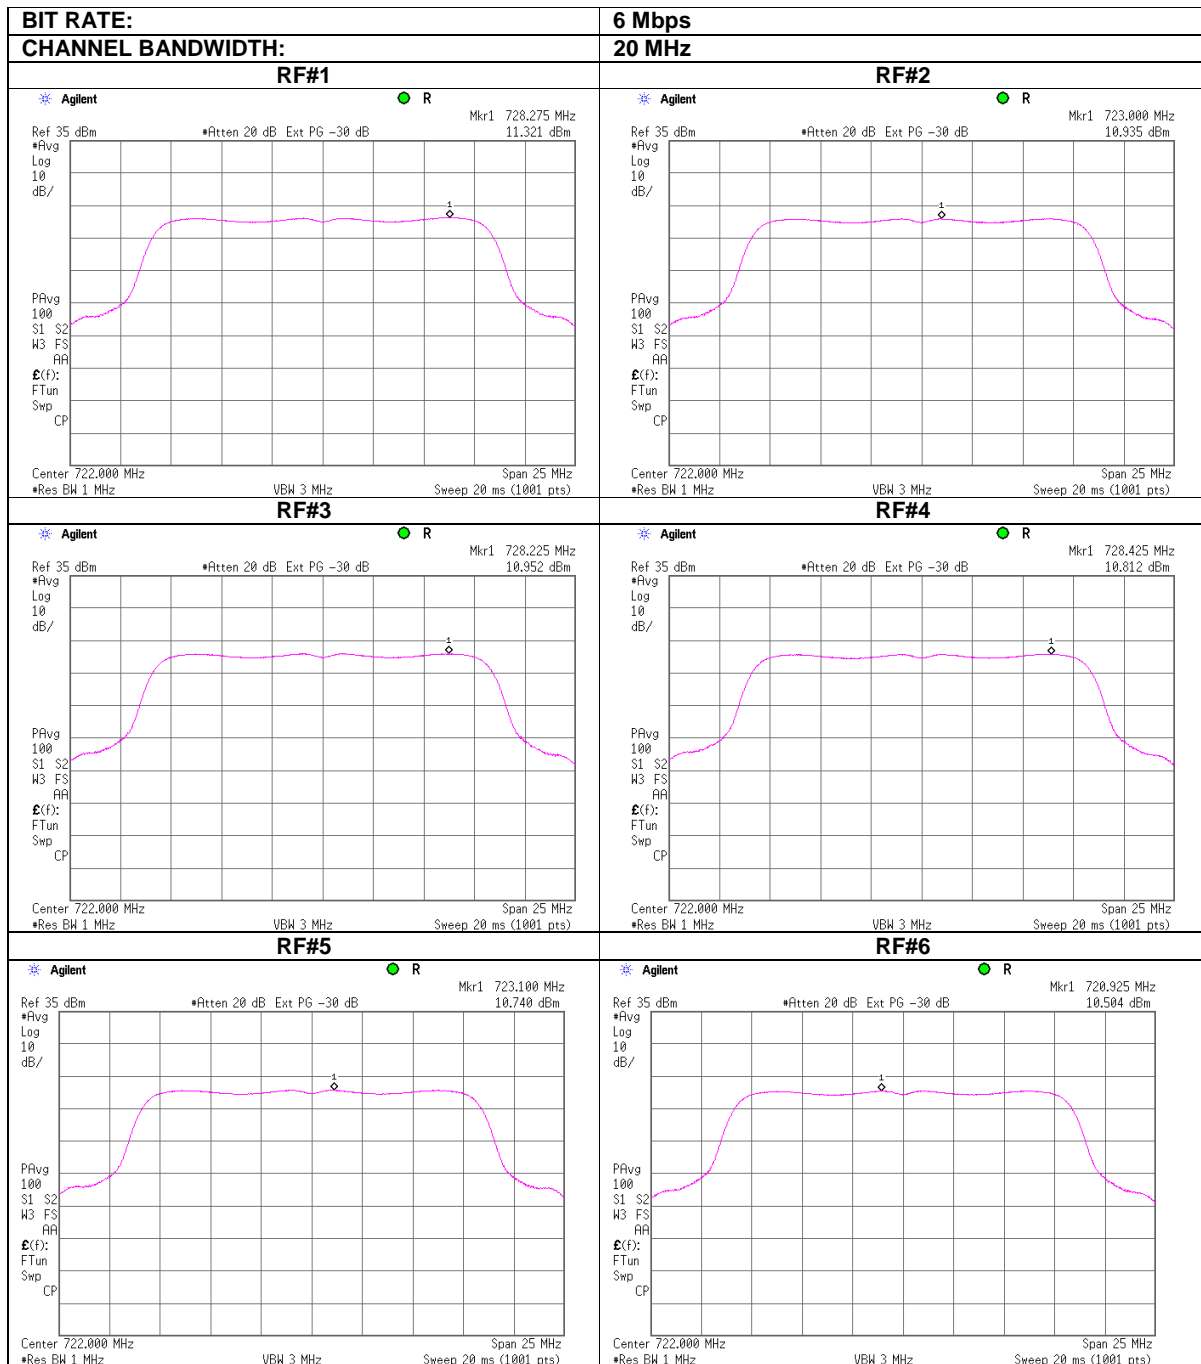 BIT RATE: 6 Mbps
CHANNEL BANDWIDTH: 20 MHz
RF#1 RF#2
Agilent R
Mkr1 728.275 MHz
Ref 35 dBm #Atten 20 dB Ext PG -30 dB 11.321 dBm
#Avg
Log
10
dB/
1
PAvg
100
S1 S2
W3 FS
AA
£(f):
FTun
Swp
CP
Center 722.000 MHz Span 25 MHz
#Res BW 1 MHz VBW 3 MHz Sweep 20 ms (1001 pts)
Agilent R
Mkr1 723.000 MHz
Ref 35 dBm #Atten 20 dB Ext PG -30 dB 10.935 dBm
#Avg
Log
10
dB/
1
PAvg
100
S1 S2
W3 FS
AA
£(f):
FTun
Swp
CP
Center 722.000 MHz Span 25 MHz
#Res BW 1 MHz VBW 3 MHz Sweep 20 ms (1001 pts)
RF#3 RF#4
Agilent R
Mkr1 728.225 MHz
Ref 35 dBm #Atten 20 dB Ext PG -30 dB 10.952 dBm
#Avg
Log
10
dB/
1
PAvg
100
S1 S2
W3 FS
AA
£(f):
FTun
Swp
CP
Center 722.000 MHz Span 25 MHz
#Res BW 1 MHz VBW 3 MHz Sweep 20 ms (1001 pts)
Agilent R
Mkr1 728.425 MHz
Ref 35 dBm #Atten 20 dB Ext PG -30 dB 10.812 dBm
#Avg
Log
10
dB/
1
PAvg
100
S1 S2
W3 FS
AA
£(f):
FTun
Swp
CP
Center 722.000 MHz Span 25 MHz
#Res BW 1 MHz VBW 3 MHz Sweep 20 ms (1001 pts)
RF#5 RF#6
Agilent R
Mkr1 723.100 MHz
Ref 35 dBm #Atten 20 dB Ext PG -30 dB 10.740 dBm
#Avg
Log
10
dB/
1
PAvg
100
S1 S2
W3 FS
AA
£(f):
FTun
Swp
CP
Center 722.000 MHz Span 25 MHz
#Res BW 1 MHz VBW 3 MHz Sweep 20 ms (1001 pts)
Agilent R
Mkr1 720.925 MHz
Ref 35 dBm #Atten 20 dB Ext PG -30 dB 10.504 dBm
#Avg
Log
10
dB/
1
PAvg
100
S1 S2
W3 FS
AA
£(f):
FTun
Swp
CP
Center 722.000 MHz Span 25 MHz
#Res BW 1 MHz VBW 3 MHz Sweep 20 ms (1001 pts)